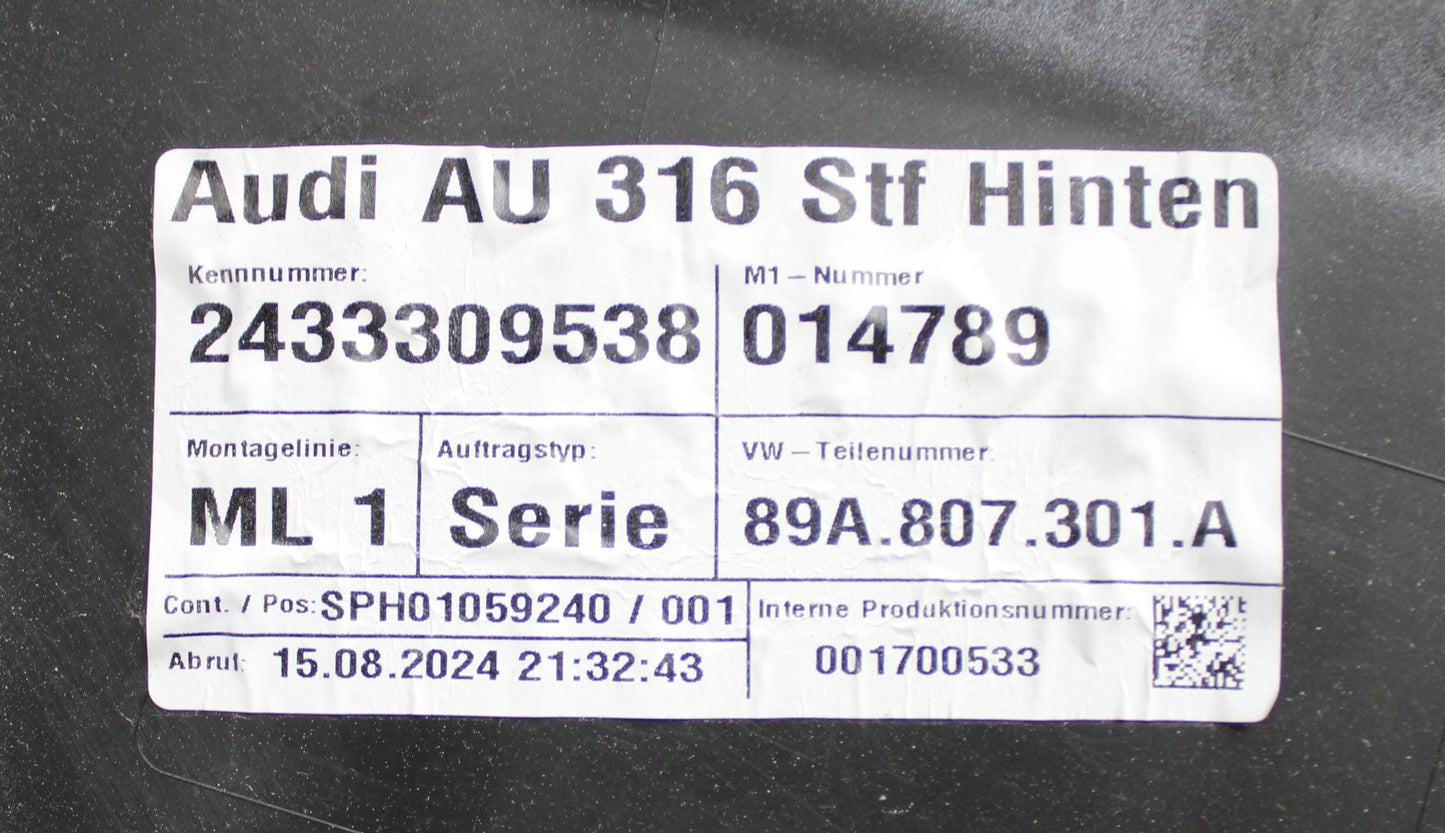 Audi AU 316 Stf Hinten
Kennnummer:
2433309538
M1-Nummer
014789
Montagelinie:
ML 1
Auftragstyp:
Serie
VW-Teilenummer:
89A.807.301.A
Cont. / Pos: SPH01059240 / 001
Abruf: 15.08.2024 21:32:43
Interne Produktionsnummer:
001700533